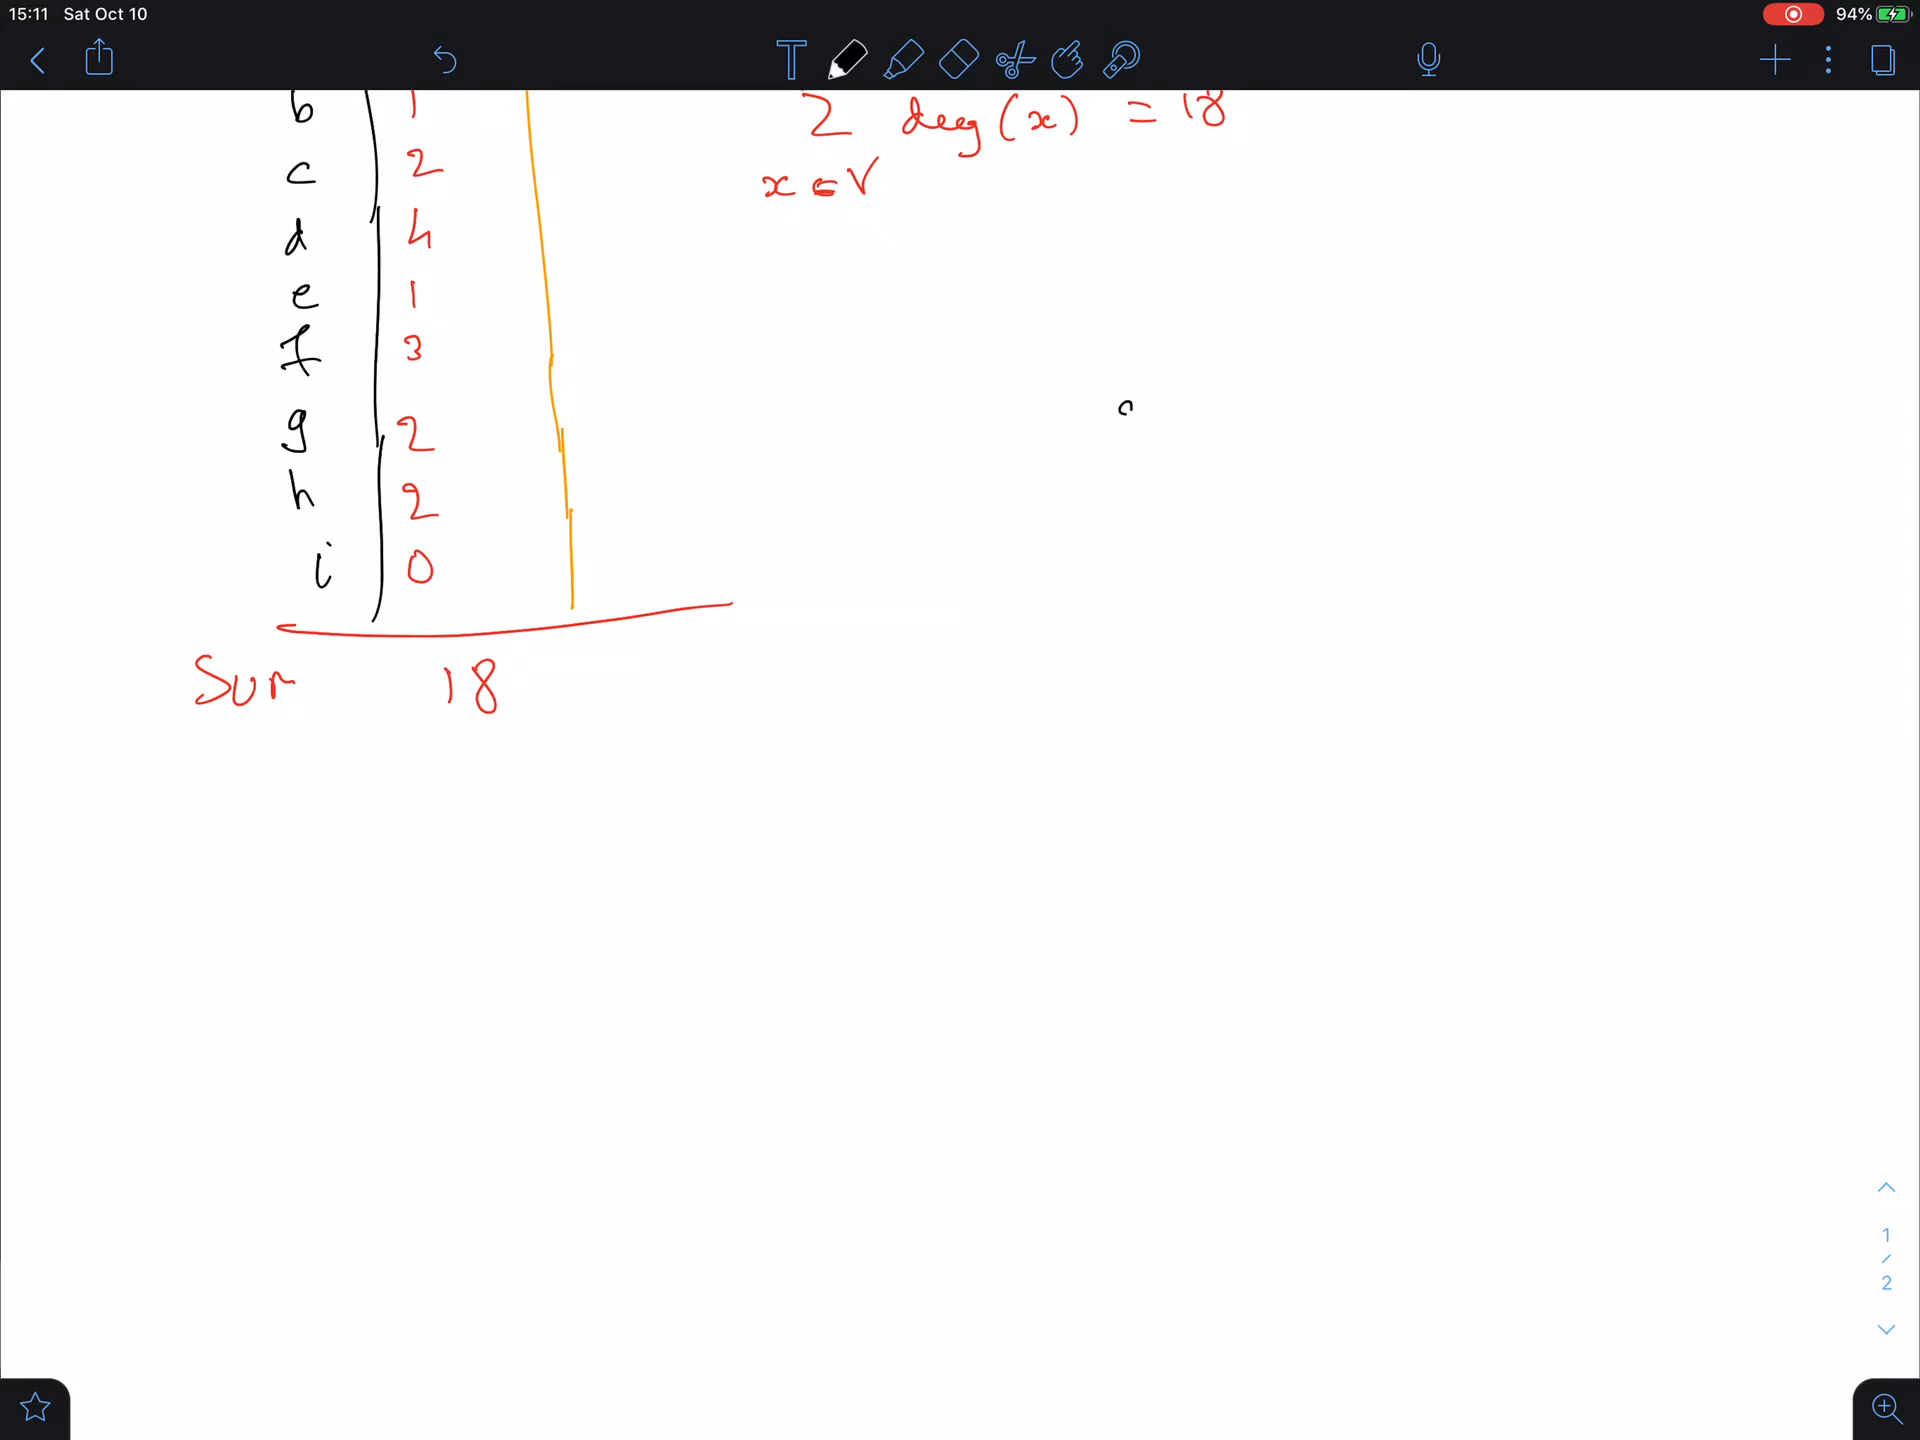 15:11 Sat Oct 10
94%
T
b 1
c 2
d 4
e 1
f 3
g 2
h 2
i 0
Sum 18
Σ deg(x) = 18
x ∈ V
1
/
2